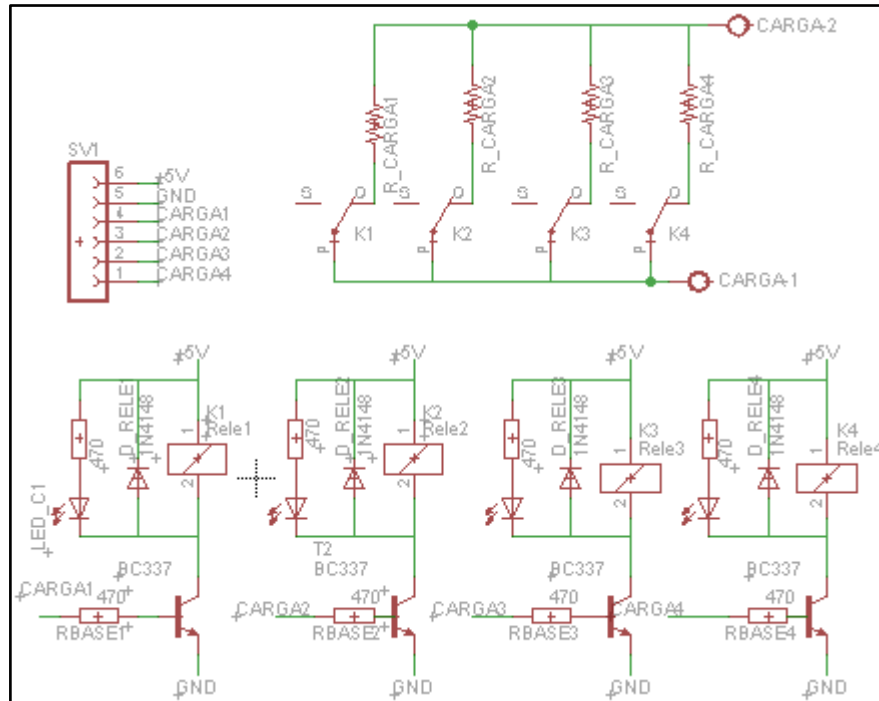 CARGA-2
R_CARGA1
R_CARGA2
R_CARGA3
R_CARGA4
SV1
6 +5V
5 GND
4 CARGA1
3 CARGA2
2 CARGA3
1 CARGA4
S O P K1
S O P K2
S O P K3
S O P K4
CARGA-1
+5V
+5V
+5V
+5V
470
D_RELE1
1N4148
1
2
K1
Rele1
LED_C1
470
D_RELE2
1N4148
1
2
K2
Rele2
470
D_RELE3
1N4148
1
2
K3
Rele3
470
D_RELE4
1N4148
1
2
K4
Rele4
CARGA1
470
RBASE1
BC337
GND
T2
BC337
CARGA2
470
RBASE2
GND
CARGA3
470
RBASE3
BC337
GND
CARGA4
470
RBASE4
BC337
GND